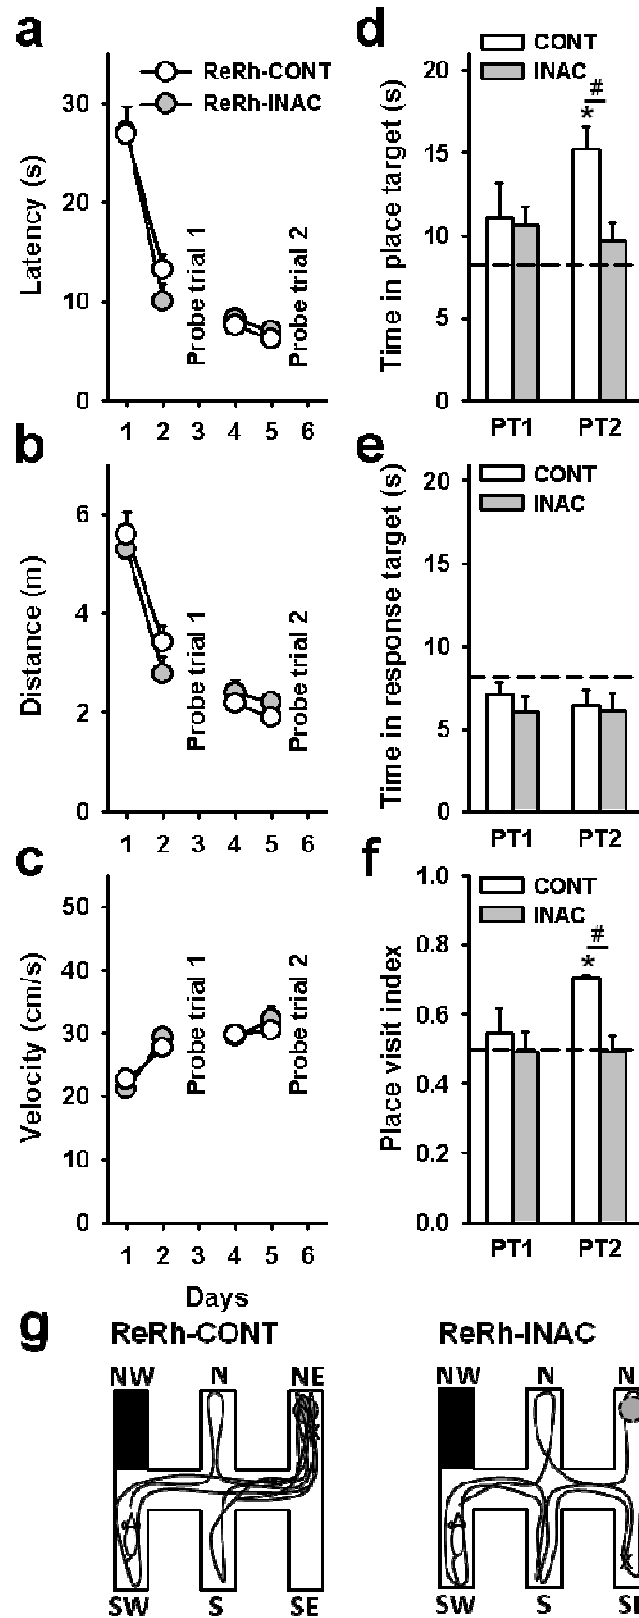 a
ReRh-CONT
ReRh-INAC
Latency (s)
30
20
10
0
Probe trial 1
Probe trial 2
1 2 3 4 5 6
d
CONT
INAC
Time in place target (s)
20
15
10
5
0
#
*
PT1 PT2
b
Distance (m)
6
4
2
0
Probe trial 1
Probe trial 2
1 2 3 4 5 6
e
CONT
INAC
Time in response target (s)
20
15
10
5
0
PT1 PT2
c
Velocity (cm/s)
50
40
30
20
10
0
Probe trial 1
Probe trial 2
1 2 3 4 5 6
Days
f
CONT
INAC
Place visit index
1.0
0.8
0.6
0.4
0.2
0.0
#
*
PT1 PT2
g
ReRh-CONT
NW N NE
SW S SE
ReRh-INAC
NW N N
SW S